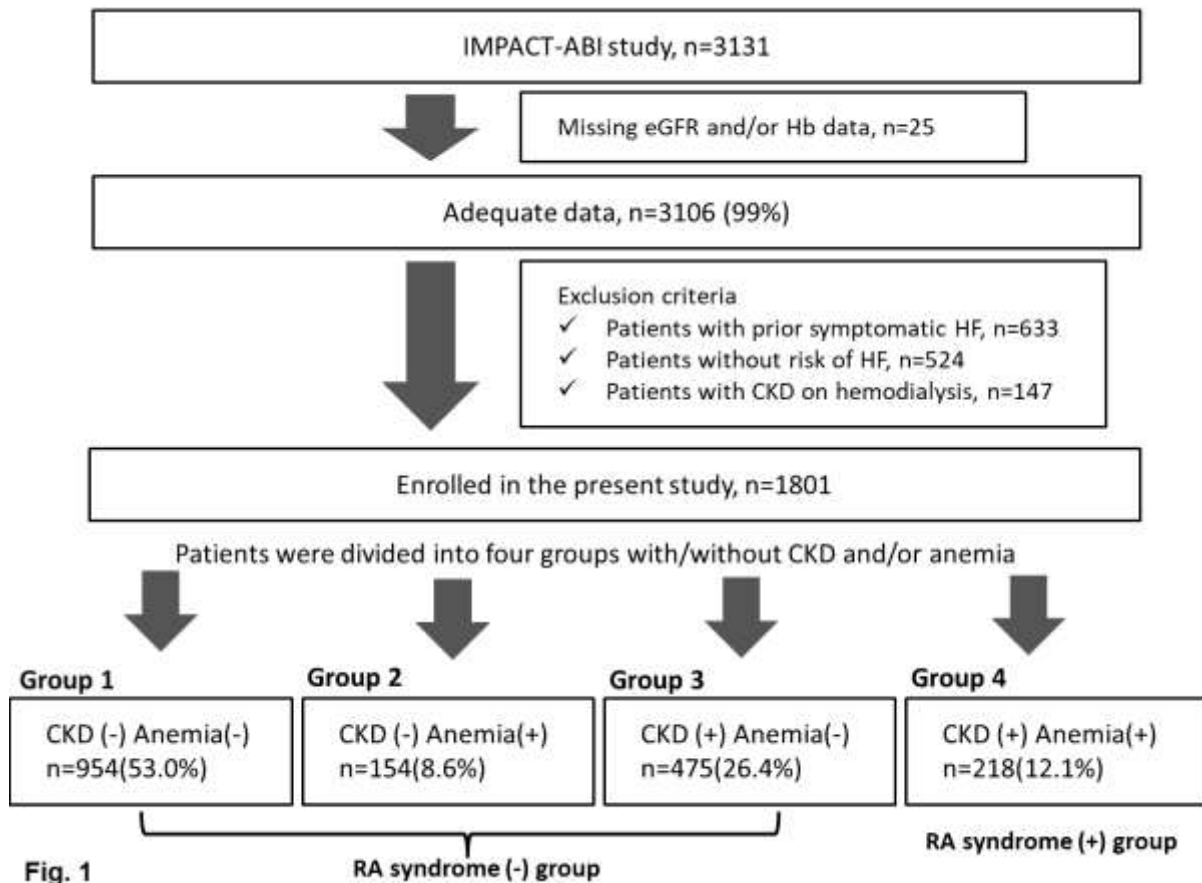 IMPACT-ABI study, n=3131
Missing eGFR and/or Hb data, n=25
Adequate data, n=3106 (99%)
Exclusion criteria
✓ Patients with prior symptomatic HF, n=633
✓ Patients without risk of HF, n=524
✓ Patients with CKD on hemodialysis, n=147
Enrolled in the present study, n=1801
Patients were divided into four groups with/without CKD and/or anemia
Group 1
CKD (-) Anemia(-)
n=954(53.0%)
Group 2
CKD (-) Anemia(+)
n=154(8.6%)
Group 3
CKD (+) Anemia(-)
n=475(26.4%)
Group 4
CKD (+) Anemia(+)
n=218(12.1%)
RA syndrome (-) group
RA syndrome (+) group
Fig. 1